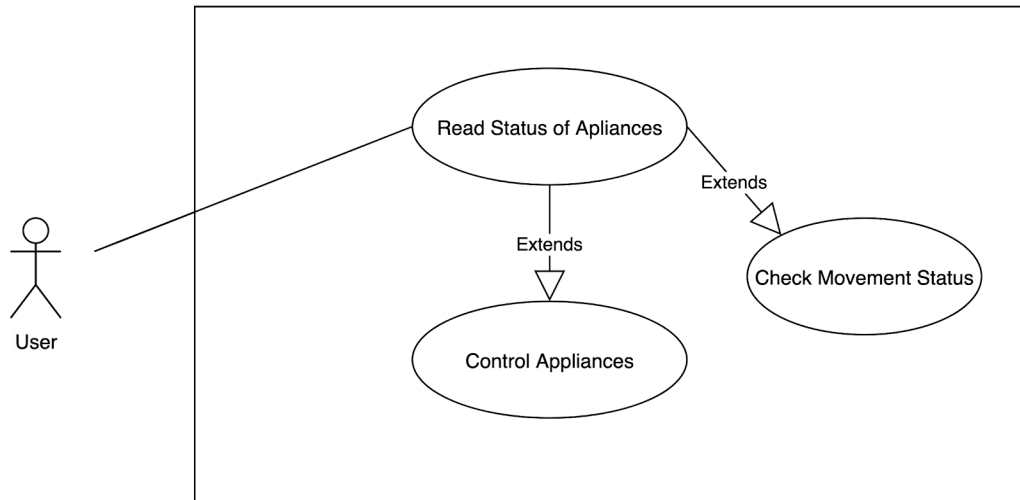 Read Status of Apliances
Extends
Extends
Check Movement Status
User
Control Appliances